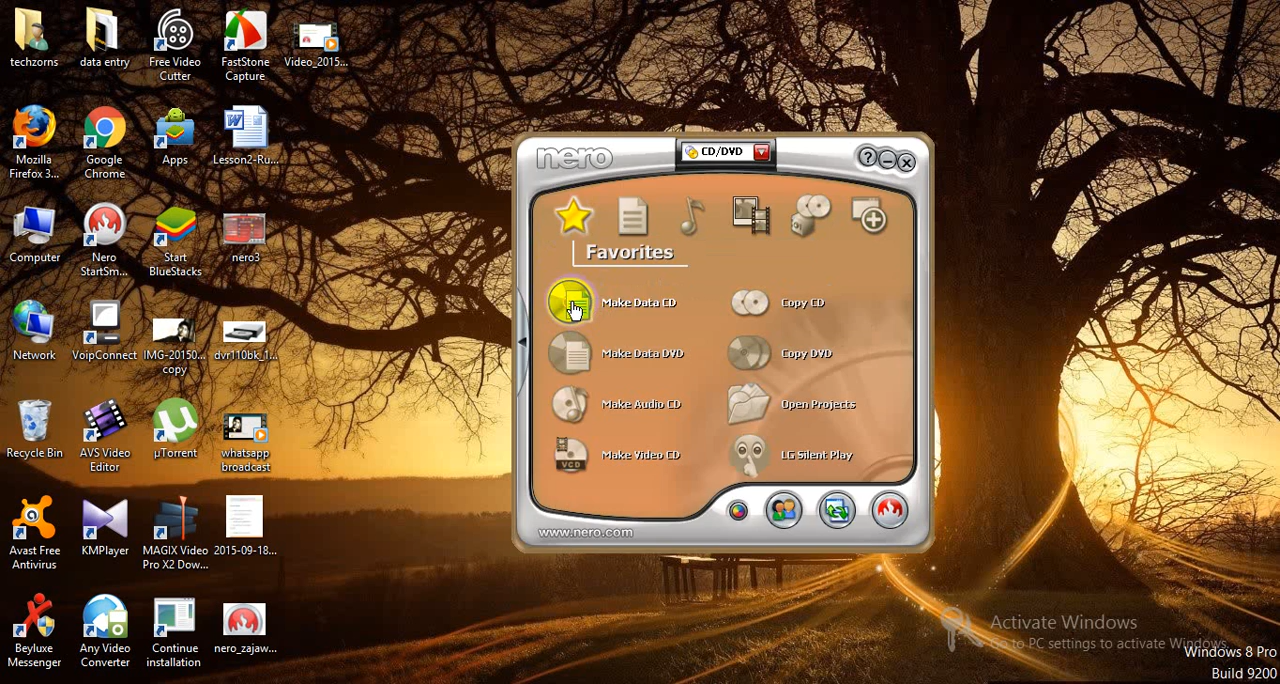 techzorns
data entry
Free Video
Cutter
FastStone
Capture
Video_2015...
Mozilla
Firefox 3...
Google
Chrome
Apps
Lesson2-Ru...
Computer
Nero
StartSm...
Start
BlueStacks
nero3
Network
VoipConnect
IMG-20150...
copy
dvr110bk_1...
Recycle Bin
AVS Video
Editor
µTorrent
whatsapp
broadcast
Avast Free
Antivirus
KMPlayer
MAGIX Video
Pro X2 Dow...
2015-09-18...
Beyluxe
Messenger
Any Video
Converter
Continue
installation
nero_zajaw...
nero
CD/DVD
?
Favorites
Make Data CD
Copy CD
Make Data DVD
Copy DVD
Make Audio CD
Open Projects
VCD
Make Video CD
LG Silent Play
www.nero.com
Activate Windows
Go to PC settings to activate Windows.
Windows 8 Pro
Build 9200